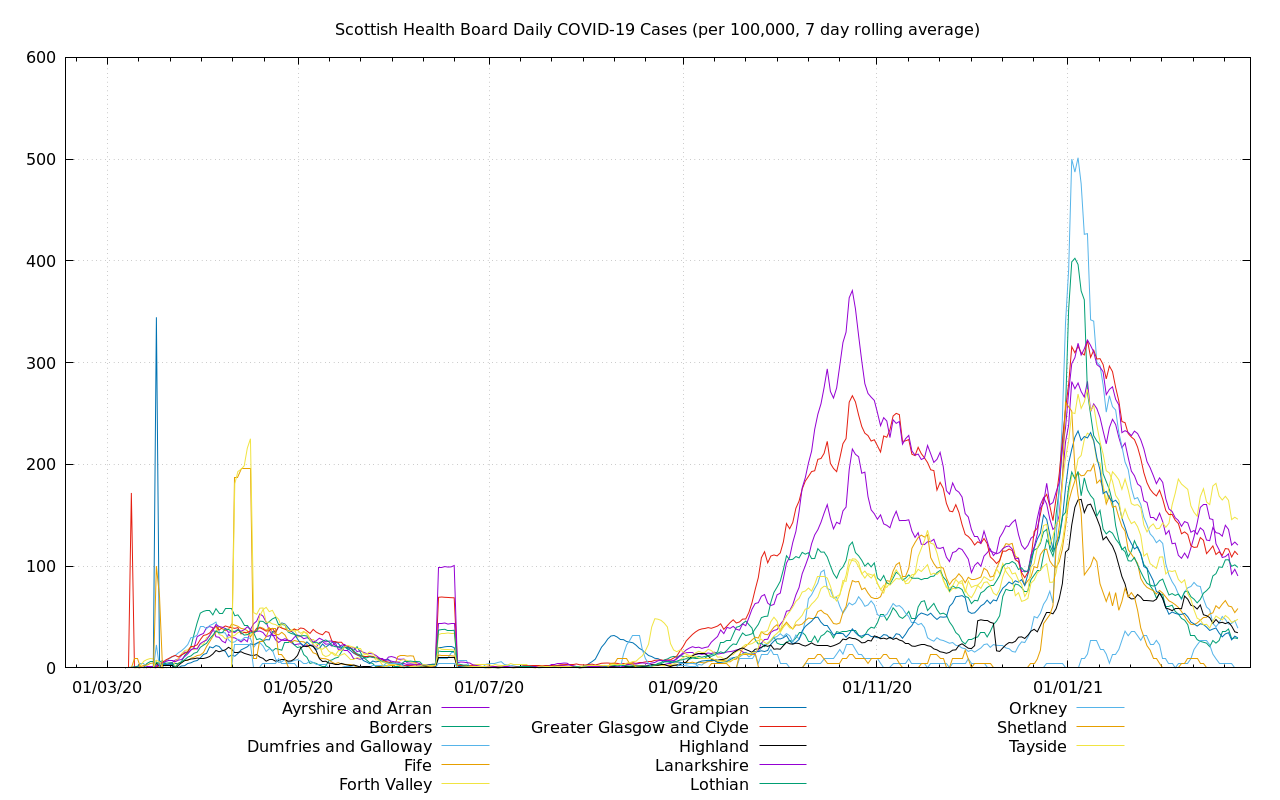 Scottish Health Board Daily COVID-19 Cases (per 100,000, 7 day rolling average)
600
500
400
300
200
100
0
01/03/20 01/05/20 01/07/20 01/09/20 01/11/20 01/01/21
Ayrshire and Arran Grampian Orkney
Borders Greater Glasgow and Clyde Shetland
Dumfries and Galloway Highland Tayside
Fife Lanarkshire
Forth Valley Lothian